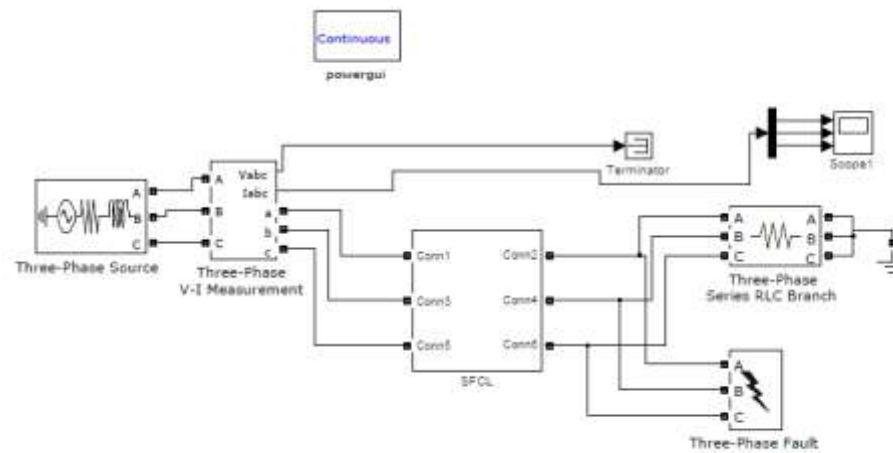 Continuous
powergui
Terminator
Scope1
Vabc
Iabc
A
B
C
A
B
C
a
b
c
Three-Phase Source
Three-Phase
V-I Measurement
Conn1
Conn2
Conn3
Conn4
Conn5
Conn6
SFCL
A
B
C
A
B
C
Three-Phase
Series RLC Branch
A
B
C
Three-Phase Fault